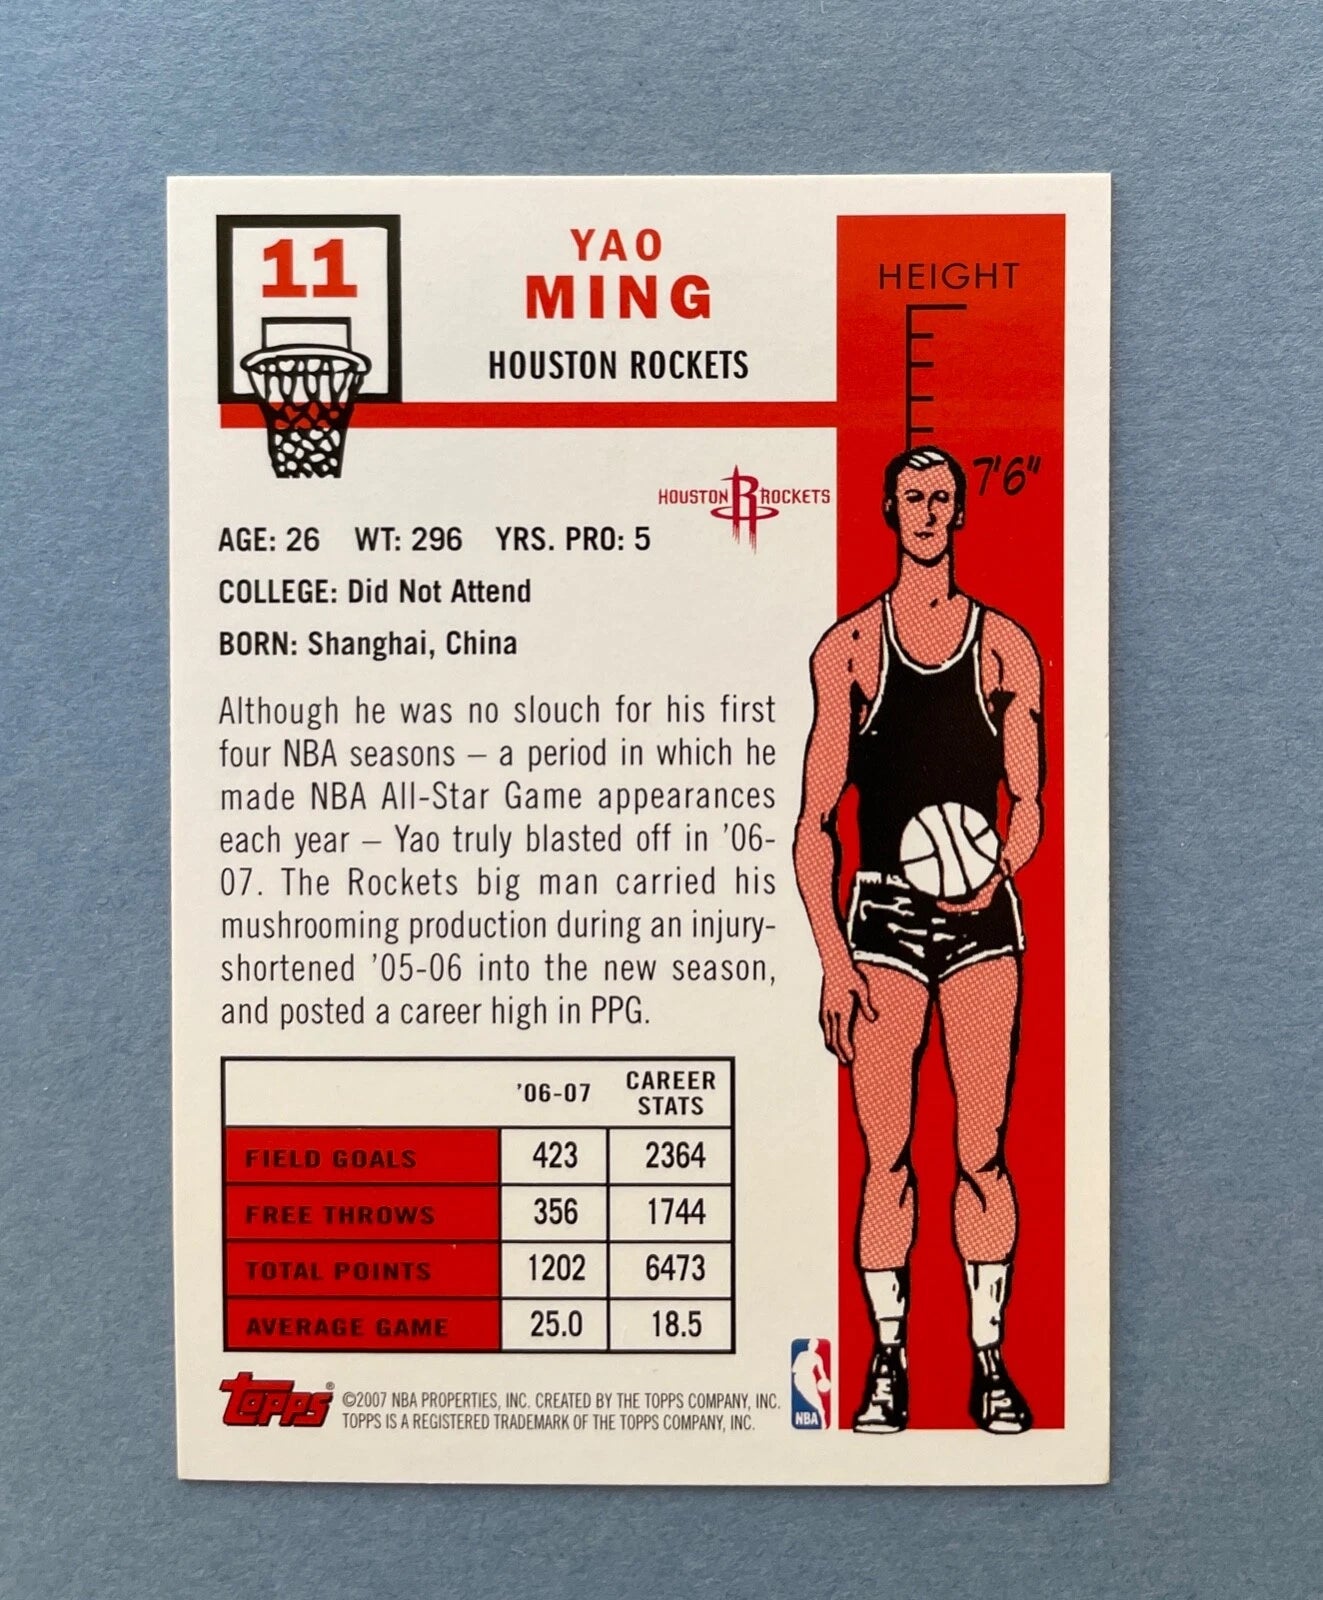 11
YAO
MING
HOUSTON ROCKETS
HEIGHT
7'6"
HOUSTON R ROCKETS
AGE: 26 WT: 296 YRS. PRO: 5
COLLEGE: Did Not Attend
BORN: Shanghai, China
Although he was no slouch for his first
four NBA seasons – a period in which he
made NBA All-Star Game appearances
each year – Yao truly blasted off in '06-
07. The Rockets big man carried his
mushrooming production during an injury-
shortened '05-06 into the new season,
and posted a career high in PPG.
'06-07 CAREER
STATS
FIELD GOALS 423 2364
FREE THROWS 356 1744
TOTAL POINTS 1202 6473
AVERAGE GAME 25.0 18.5
Topps® ©2007 NBA PROPERTIES, INC. CREATED BY THE TOPPS COMPANY, INC.
TOPPS IS A REGISTERED TRADEMARK OF THE TOPPS COMPANY, INC.
NBA